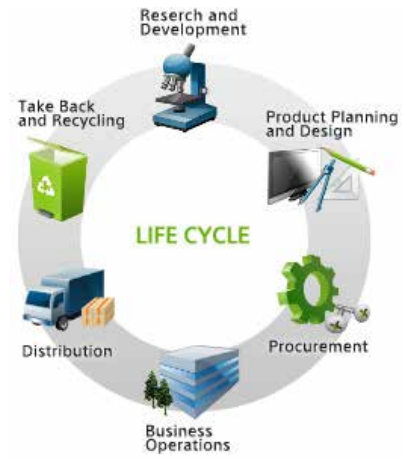 Reserch and
Development
Product Planning
and Design
Procurement
Business
Operations
Distribution
Take Back
and Recycling
LIFE CYCLE